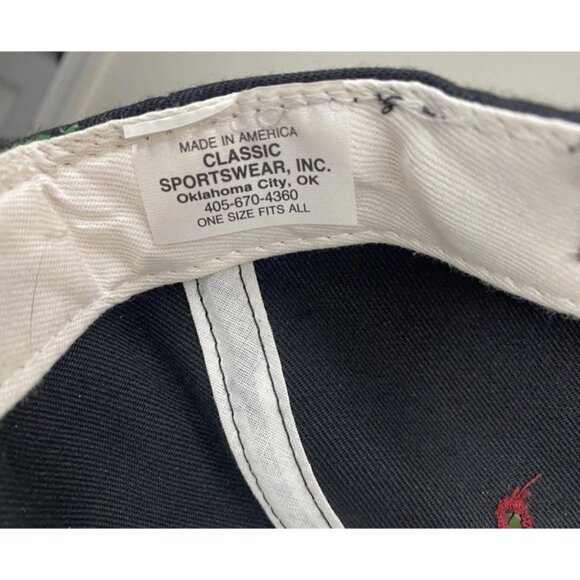 MADE IN AMERICA
CLASSIC
SPORTSWEAR, INC.
Oklahoma City, OK
405-670-4360
ONE SIZE FITS ALL